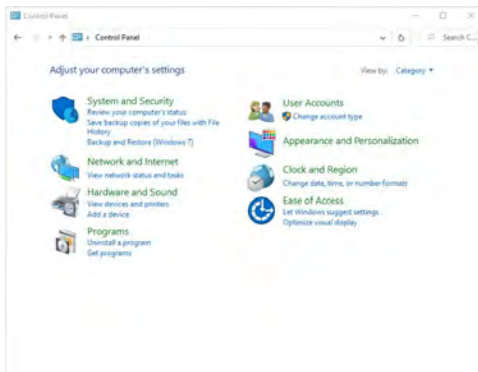 Control Panel
Control Panel
Search C...
Adjust your computer's settings
View by: Category
System and Security
Review your computer's status
Save backup copies of your files with File
History
Backup and Restore (Windows 7)
Network and Internet
View network status and tasks
Hardware and Sound
View devices and printers
Add a device
Programs
Uninstall a program
Get programs
User Accounts
Change account type
Appearance and Personalization
Clock and Region
Change date, time, or number formats
Ease of Access
Let Windows suggest settings
Optimize visual display